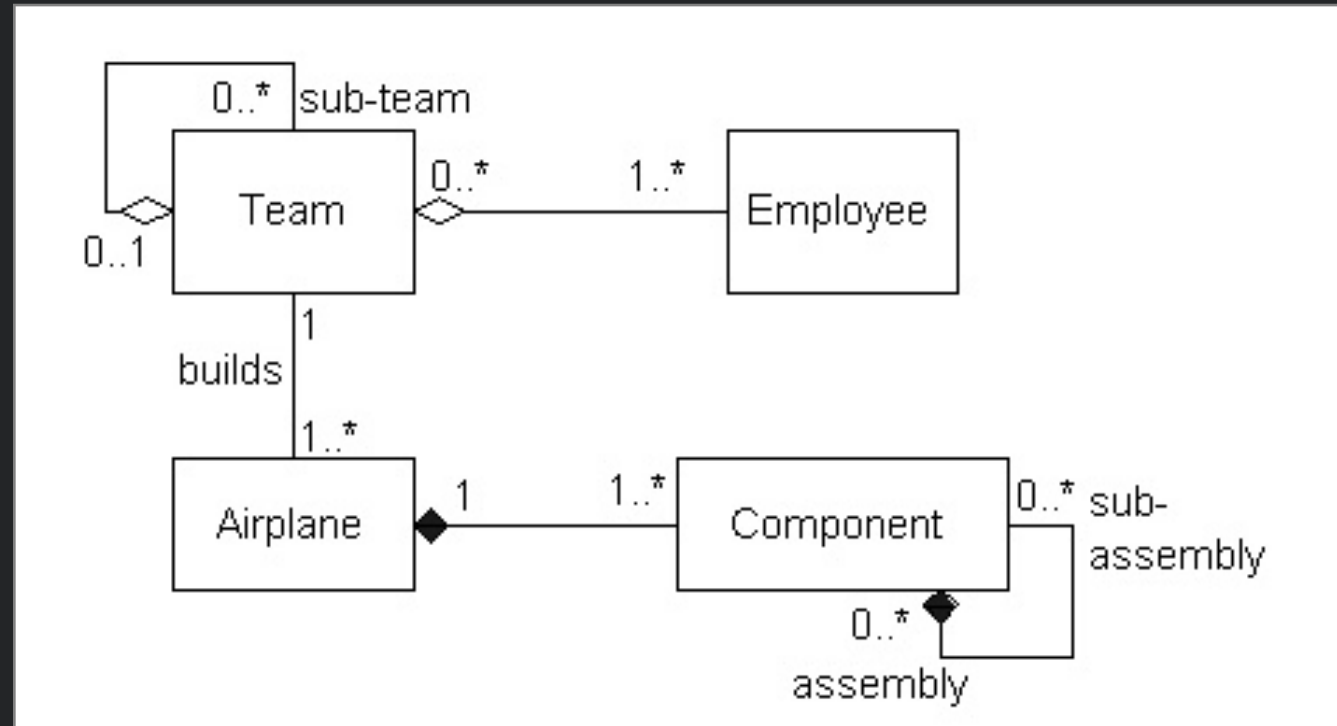 0..* sub-team
0..* 1..*
Team Employee
0..1
1
builds
1..*
1 1..* 0..* sub-
Airplane Component
assembly
0..*
assembly